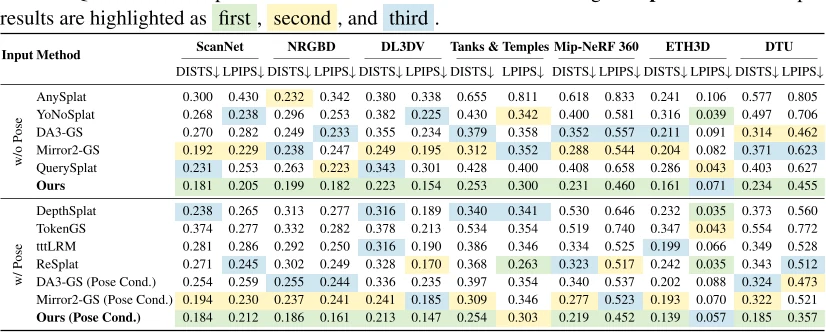 results are highlighted as first , second , and third .
Input Method ScanNet NRGBD DL3DV Tanks & Temples Mip-NeRF 360 ETH3D DTU
DISTS↓ LPIPS↓ DISTS↓ LPIPS↓ DISTS↓ LPIPS↓ DISTS↓ LPIPS↓ DISTS↓ LPIPS↓ DISTS↓ LPIPS↓ DISTS↓ LPIPS↓
w/o Pose
AnySplat 0.300 0.430 0.232 0.342 0.380 0.338 0.655 0.811 0.618 0.833 0.241 0.106 0.577 0.805
YoNoSplat 0.268 0.238 0.296 0.253 0.382 0.225 0.430 0.342 0.400 0.581 0.316 0.039 0.497 0.706
DA3-GS 0.270 0.282 0.249 0.233 0.355 0.234 0.379 0.358 0.352 0.557 0.211 0.091 0.314 0.462
Mirror2-GS 0.192 0.229 0.238 0.247 0.249 0.195 0.312 0.352 0.288 0.544 0.204 0.082 0.371 0.623
QuerySplat 0.231 0.253 0.263 0.223 0.343 0.301 0.428 0.400 0.408 0.658 0.286 0.043 0.403 0.627
Ours 0.181 0.205 0.199 0.182 0.223 0.154 0.253 0.300 0.231 0.460 0.161 0.071 0.234 0.455
w/ Pose
DepthSplat 0.238 0.265 0.313 0.277 0.316 0.189 0.340 0.341 0.530 0.646 0.232 0.035 0.373 0.560
TokenGS 0.374 0.277 0.332 0.282 0.378 0.213 0.534 0.354 0.519 0.740 0.347 0.043 0.554 0.772
tttLRM 0.281 0.286 0.292 0.250 0.316 0.190 0.386 0.346 0.334 0.525 0.199 0.066 0.349 0.528
ReSplat 0.271 0.245 0.302 0.249 0.328 0.170 0.368 0.263 0.323 0.517 0.242 0.035 0.343 0.512
DA3-GS (Pose Cond.) 0.254 0.259 0.255 0.244 0.336 0.235 0.397 0.354 0.340 0.537 0.202 0.088 0.324 0.473
Mirror2-GS (Pose Cond.) 0.194 0.230 0.237 0.241 0.241 0.185 0.309 0.346 0.277 0.523 0.193 0.070 0.322 0.521
Ours (Pose Cond.) 0.184 0.212 0.186 0.161 0.213 0.147 0.254 0.303 0.219 0.452 0.139 0.057 0.185 0.357